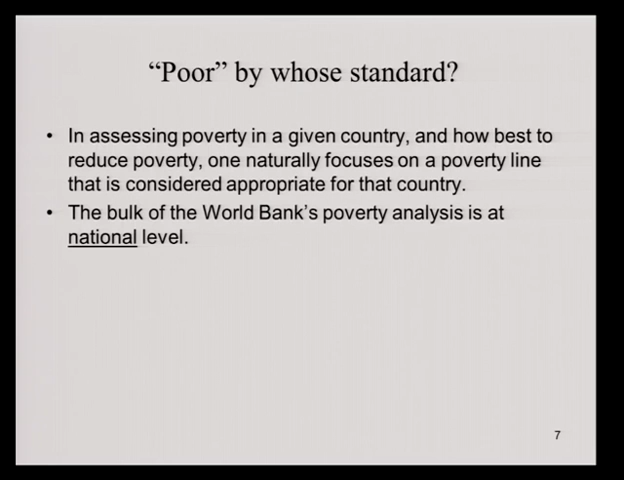 “Poor” by whose standard?
• In assessing poverty in a given country, and how best to
reduce poverty, one naturally focuses on a poverty line
that is considered appropriate for that country.
• The bulk of the World Bank’s poverty analysis is at
national level.
7